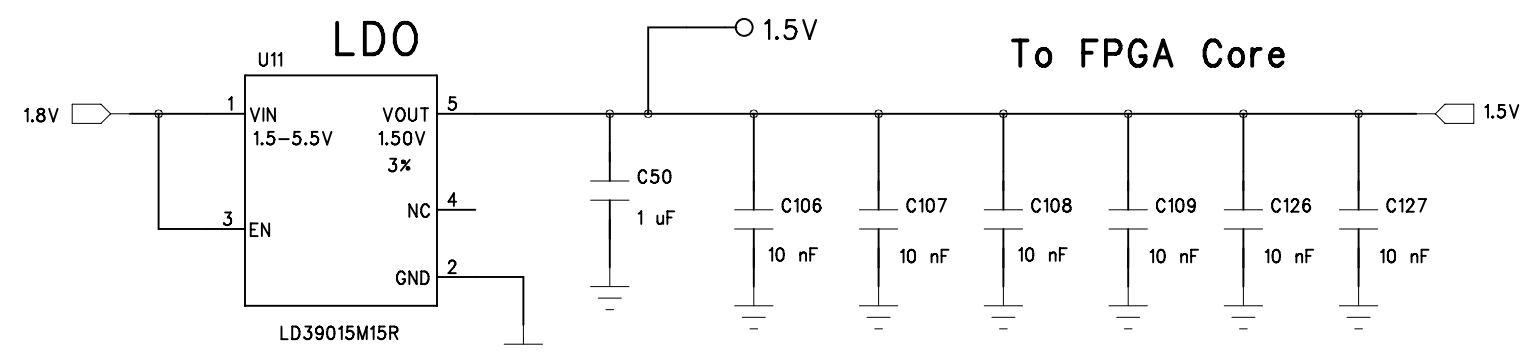 LDO
1.5V
To FPGA Core
U11
1.8V
1
VIN
1.5-5.5V
VOUT
1.50V
3%
5
1.5V
C50
1 uF
NC
4
3
EN
GND
2
C106
10 nF
C107
10 nF
C108
10 nF
C109
10 nF
C126
10 nF
C127
10 nF
LD39015M15R